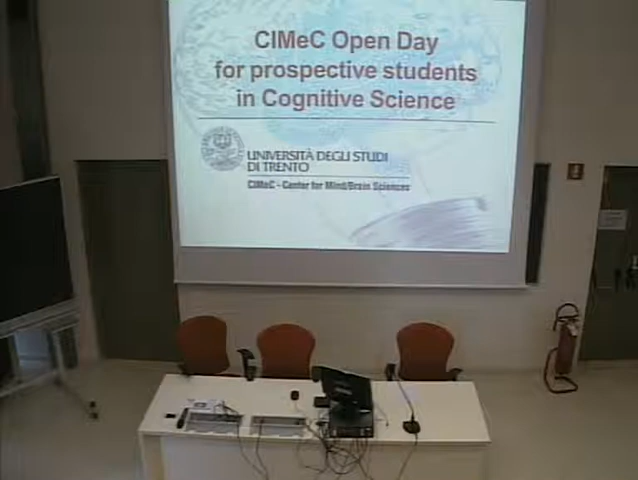 CIMeC Open Day
for prospective students
in Cognitive Science
UNIVERSITÀ DEGLI STUDI
DI TRENTO
CIMeC - Center for Mind/Brain Sciences